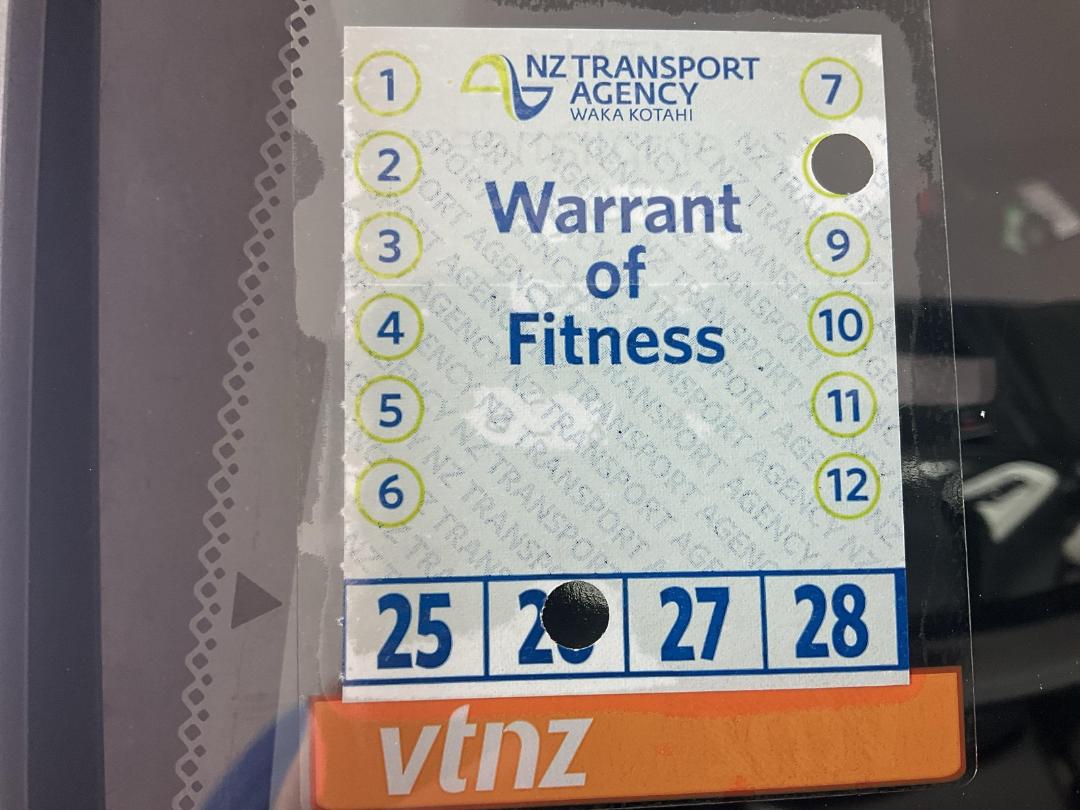 NZ TRANSPORT
AGENCY
WAKA KOTAHI
Warrant
of
Fitness
1
2
3
4
5
6
7
9
10
11
12
25 26 27 28
vtnz